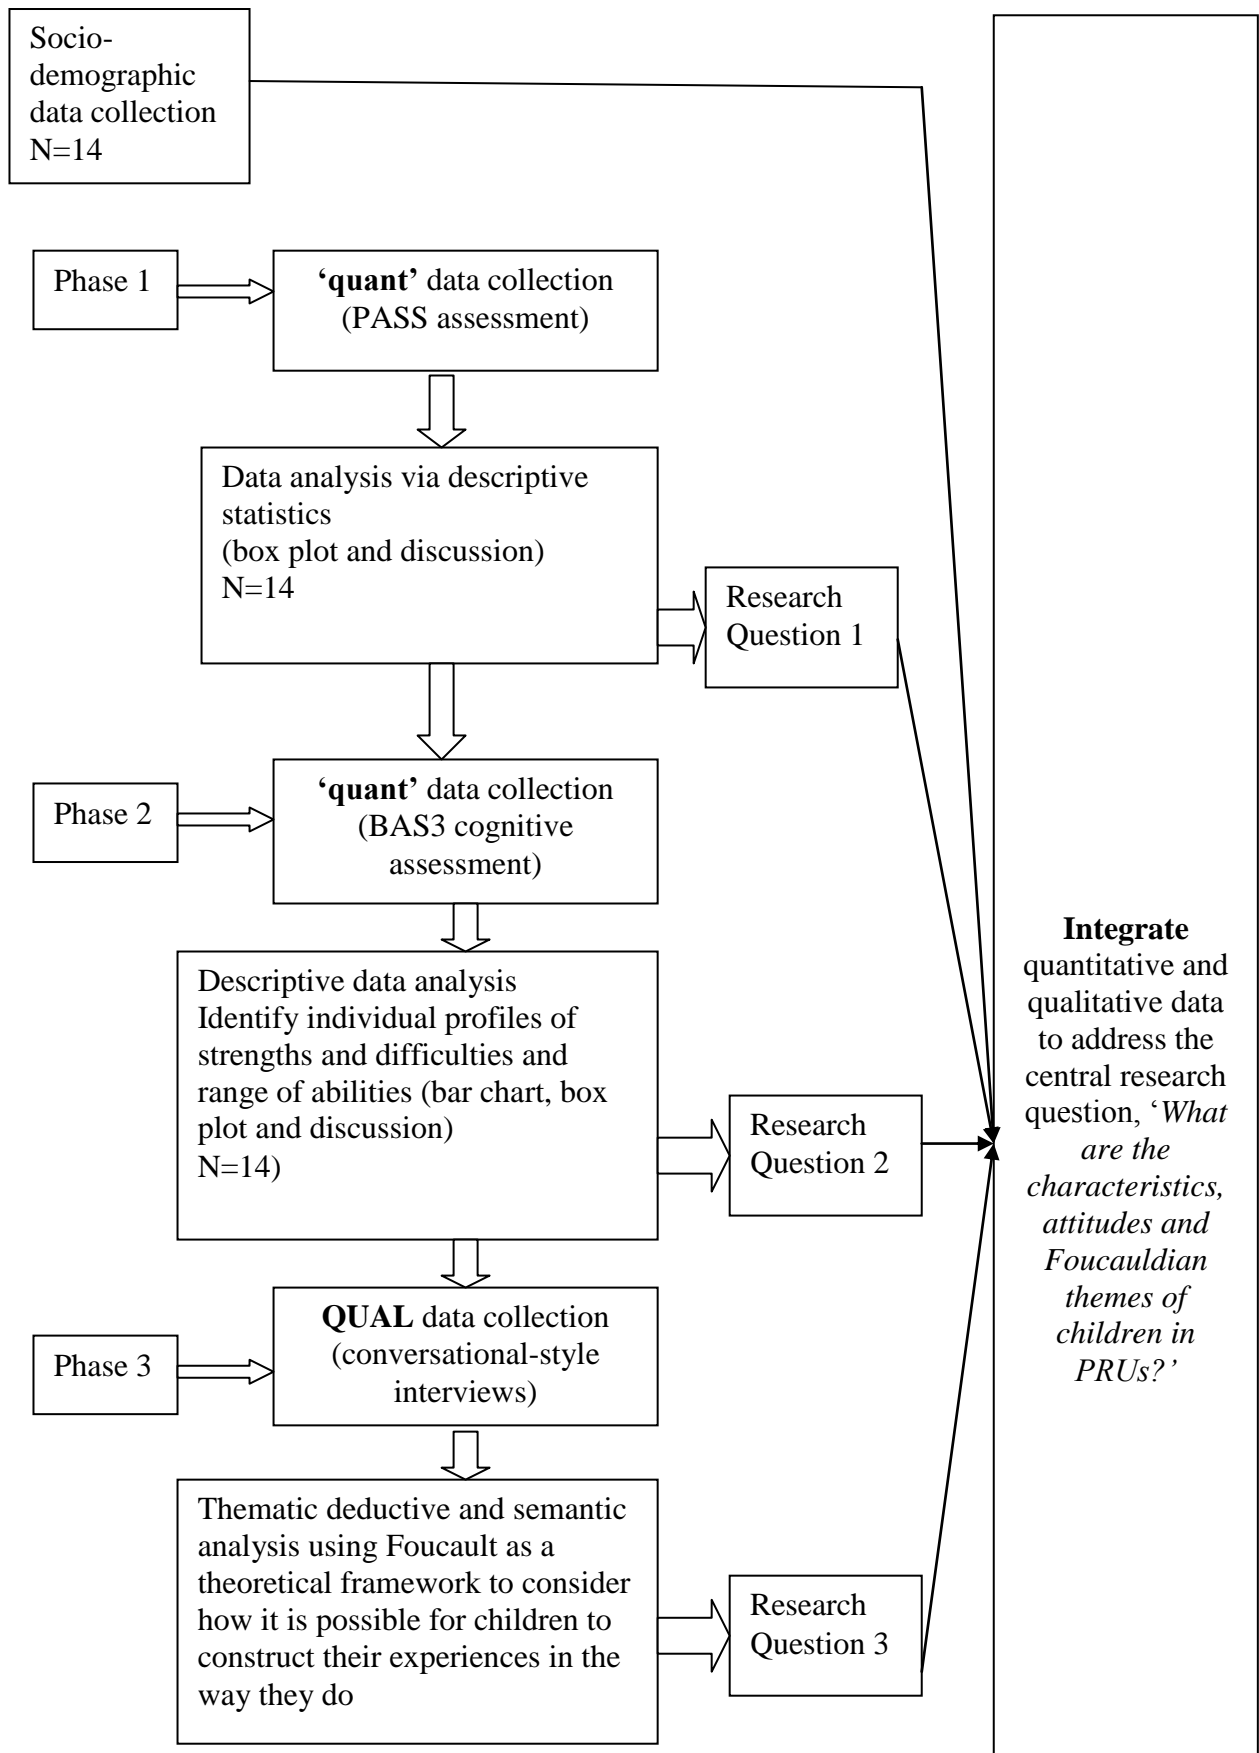 Socio-
demographic
data collection
N=14
Phase 1
‘quant’ data collection
(PASS assessment)
Data analysis via descriptive
statistics
(box plot and discussion)
N=14
Research
Question 1
Phase 2
‘quant’ data collection
(BAS3 cognitive
assessment)
Descriptive data analysis
Identify individual profiles of
strengths and difficulties and
range of abilities (bar chart, box
plot and discussion)
N=14)
Research
Question 2
Phase 3
QUAL data collection
(conversational-style
interviews)
Thematic deductive and semantic
analysis using Foucault as a
theoretical framework to consider
how it is possible for children to
construct their experiences in the
way they do
Research
Question 3
Integrate
quantitative and
qualitative data
to address the
central research
question, ‘What
are the
characteristics,
attitudes and
Foucauldian
themes of
children in
PRUs?’